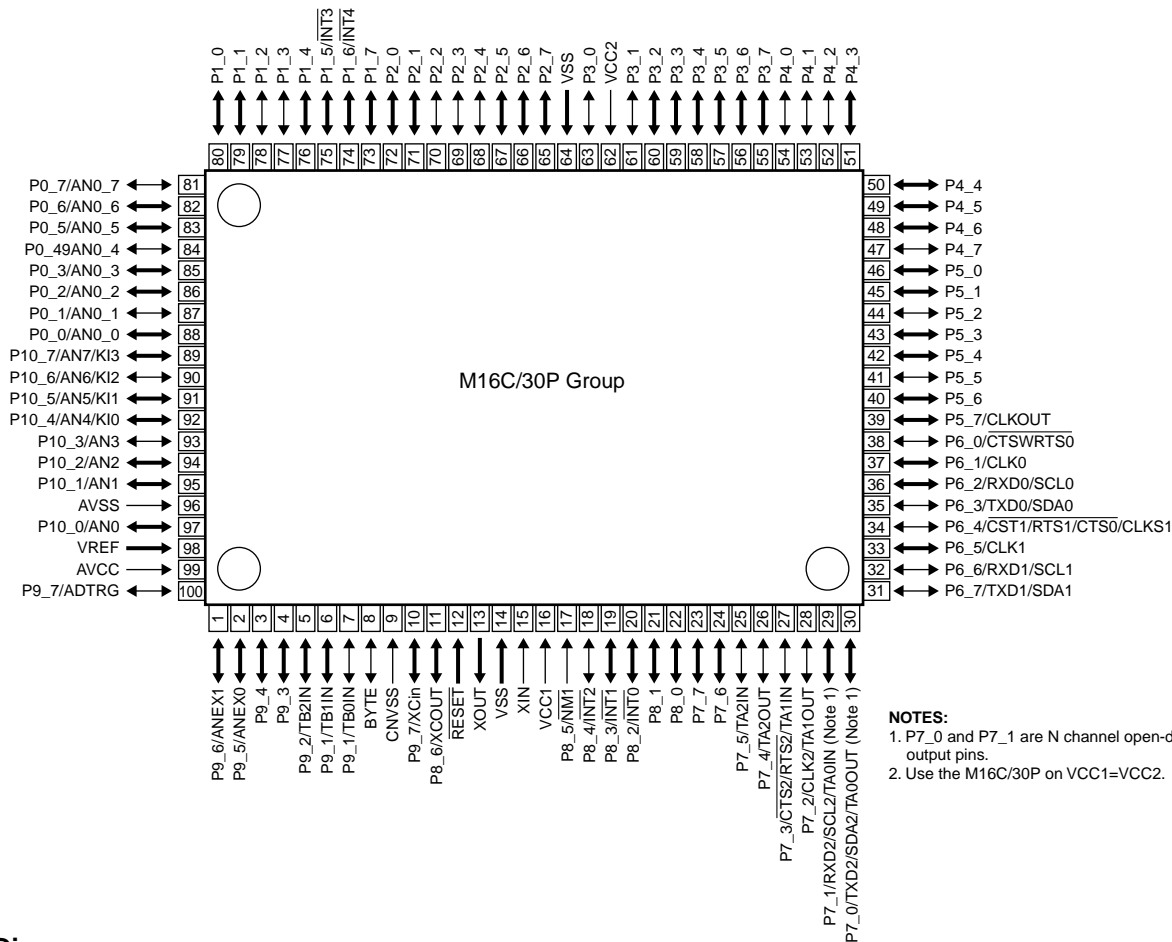 P1_0
P1_1
P1_2
P1_3
P1_4
P1_5/INT3
P1_6/INT4
P1_7
P2_0
P2_1
P2_2
P2_3
P2_4
P2_5
P2_6
P2_7
VSS
P3_0
VCC2
P3_1
P3_2
P3_3
P3_4
P3_5
P3_6
P3_7
P4_0
P4_1
P4_2
P4_3
80 79 78 77 76 75 74 73 72 71 70 69 68 67 66 65 64 63 62 61 60 59 58 57 56 55 54 53 52 51
P0_7/AN0_7 81
P0_6/AN0_6 82
P0_5/AN0_5 83
P0_49AN0_4 84
P0_3/AN0_3 85
P0_2/AN0_2 86
P0_1/AN0_1 87
P0_0/AN0_0 88
P10_7/AN7/KI3 89
P10_6/AN6/KI2 90
P10_5/AN5/KI1 91
P10_4/AN4/KI0 92
P10_3/AN3 93
P10_2/AN2 94
P10_1/AN1 95
AVSS 96
P10_0/AN0 97
VREF 98
AVCC 99
P9_7/ADTRG 100
M16C/30P Group
50 P4_4
49 P4_5
48 P4_6
47 P4_7
46 P5_0
45 P5_1
44 P5_2
43 P5_3
42 P5_4
41 P5_5
40 P5_6
39 P5_7/CLKOUT
38 P6_0/CTSWRTS0
37 P6_1/CLK0
36 P6_2/RXD0/SCL0
35 P6_3/TXD0/SDA0
34 P6_4/CST1/RTS1/CTS0/CLKS1
33 P6_5/CLK1
32 P6_6/RXD1/SCL1
31 P6_7/TXD1/SDA1
1 2 3 4 5 6 7 8 9 10 11 12 13 14 15 16 17 18 19 20 21 22 23 24 25 26 27 28 29 30
P9_6/ANEX1
P9_5/ANEX0
P9_4
P9_3
P9_2/TB2IN
P9_1/TB1IN
P9_1/TB0IN
BYTE
CNVSS
P9_7/XCin
P8_6/XCOUT
RESET
XOUT
VSS
XIN
VCC1
P8_5/NM1
P8_4/INT2
P8_3/INT1
P8_2/INT0
P8_1
P8_0
P7_7
P7_6
P7_5/TA2IN
P7_4/TA2OUT
P7_3/CTS2/RTS2/TA1IN
P7_2/CLK2/TA1OUT
P7_1/RXD2/SCL2/TA0IN (Note 1)
P7_0/TXD2/SDA2/TA0OUT (Note 1)
NOTES:
1. P7_0 and P7_1 are N channel open-d
output pins.
2. Use the M16C/30P on VCC1=VCC2.